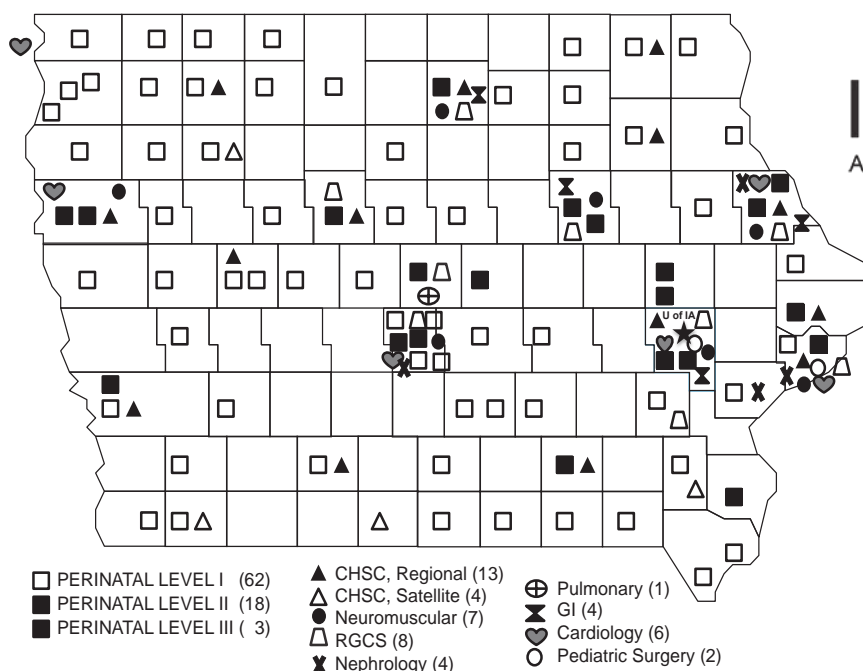 A
U of IA
PERINATAL LEVEL I (62)
PERINATAL LEVEL II (18)
PERINATAL LEVEL III ( 3)
CHSC, Regional (13)
CHSC, Satellite (4)
Neuromuscular (7)
RGCS (8)
Nephrology (4)
Pulmonary (1)
GI (4)
Cardiology (6)
Pediatric Surgery (2)